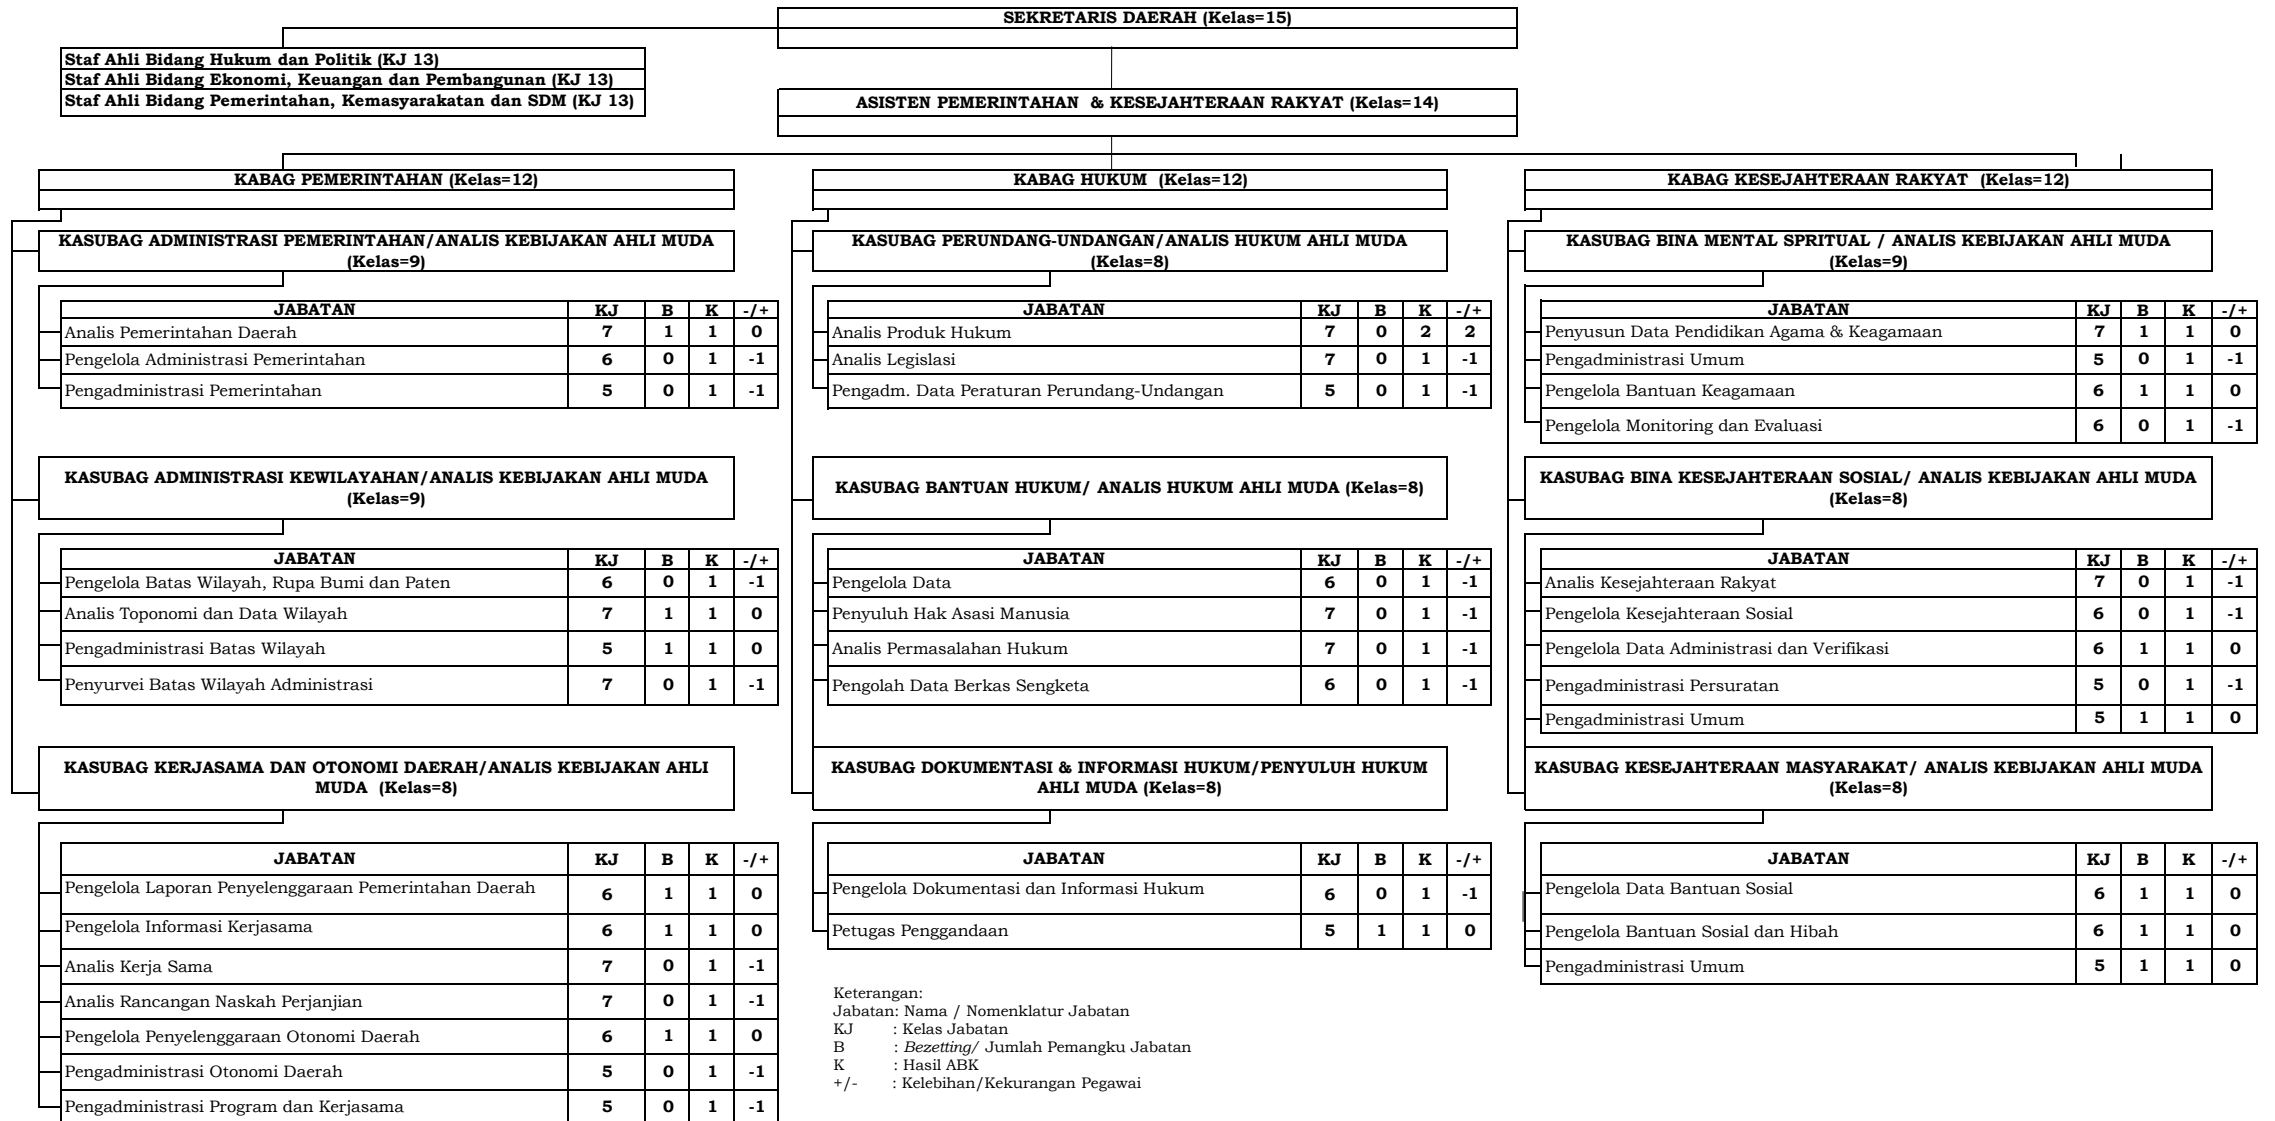 SEKRETARIS DAERAH (Kelas=15)
Staf Ahli Bidang Hukum dan Politik (KJ 13)
Staf Ahli Bidang Ekonomi, Keuangan dan Pembangunan (KJ 13)
Staf Ahli Bidang Pemerintahan, Kemasyarakatan dan SDM (KJ 13)
ASISTEN PEMERINTAHAN & KESEJAHTERAAN RAKYAT (Kelas=14)
KABAG PEMERINTAHAN (Kelas=12)
KASUBAG ADMINISTRASI PEMERINTAHAN/ANALIS KEBIJAKAN AHLI MUDA
(Kelas=9)
JABATAN KJ B K -/+
Analis Pemerintahan Daerah 7 1 1 0
Pengelola Administrasi Pemerintahan 6 0 1 -1
Pengadministrasi Pemerintahan 5 0 1 -1
KASUBAG ADMINISTRASI KEWILAYAHAN/ANALIS KEBIJAKAN AHLI MUDA
(Kelas=9)
JABATAN KJ B K -/+
Pengelola Batas Wilayah, Rupa Bumi dan Paten 6 0 1 -1
Analis Toponomi dan Data Wilayah 7 1 1 0
Pengadministrasi Batas Wilayah 5 1 1 0
Penyurvei Batas Wilayah Administrasi 7 0 1 -1
KASUBAG KERJASAMA DAN OTONOMI DAERAH/ANALIS KEBIJAKAN AHLI
MUDA (Kelas=8)
JABATAN KJ B K -/+
Pengelola Laporan Penyelenggaraan Pemerintahan Daerah 6 1 1 0
Pengelola Informasi Kerjasama 6 1 1 0
Analis Kerja Sama 7 0 1 -1
Analis Rancangan Naskah Perjanjian 7 0 1 -1
Pengelola Penyelenggaraan Otonomi Daerah 6 1 1 0
Pengadministrasi Otonomi Daerah 5 0 1 -1
Pengadministrasi Program dan Kerjasama 5 0 1 -1
KABAG HUKUM (Kelas=12)
KASUBAG PERUNDANG-UNDANGAN/ANALIS HUKUM AHLI MUDA
(Kelas=8)
JABATAN KJ B K -/+
Analis Produk Hukum 7 0 2 2
Analis Legislasi 7 0 1 -1
Pengadm. Data Peraturan Perundang-Undangan 5 0 1 -1
KASUBAG BANTUAN HUKUM/ ANALIS HUKUM AHLI MUDA (Kelas=8)
JABATAN KJ B K -/+
Pengelola Data 6 0 1 -1
Penyuluh Hak Asasi Manusia 7 0 1 -1
Analis Permasalahan Hukum 7 0 1 -1
Pengolah Data Berkas Sengketa 6 0 1 -1
KASUBAG DOKUMENTASI & INFORMASI HUKUM/PENYULUH HUKUM
AHLI MUDA (Kelas=8)
JABATAN KJ B K -/+
Pengelola Dokumentasi dan Informasi Hukum 6 0 1 -1
Petugas Penggandaan 5 1 1 0
Keterangan:
Jabatan: Nama / Nomenklatur Jabatan
KJ : Kelas Jabatan
B : Bezetting/ Jumlah Pemangku Jabatan
K : Hasil ABK
+/- : Kelebihan/Kekurangan Pegawai
KABAG KESEJAHTERAAN RAKYAT (Kelas=12)
KASUBAG BINA MENTAL SPRITUAL / ANALIS KEBIJAKAN AHLI MUDA
(Kelas=9)
JABATAN KJ B K -/+
Penyusun Data Pendidikan Agama & Keagamaan 7 1 1 0
Pengadministrasi Umum 5 0 1 -1
Pengelola Bantuan Keagamaan 6 1 1 0
Pengelola Monitoring dan Evaluasi 6 0 1 -1
KASUBAG BINA KESEJAHTERAAN SOSIAL/ ANALIS KEBIJAKAN AHLI MUDA
(Kelas=8)
JABATAN KJ B K -/+
Analis Kesejahteraan Rakyat 7 0 1 -1
Pengelola Kesejahteraan Sosial 6 0 1 -1
Pengelola Data Administrasi dan Verifikasi 6 1 1 0
Pengadministrasi Persuratan 5 0 1 -1
Pengadministrasi Umum 5 1 1 0
KASUBAG KESEJAHTERAAN MASYARAKAT/ ANALIS KEBIJAKAN AHLI MUDA
(Kelas=8)
JABATAN KJ B K -/+
Pengelola Data Bantuan Sosial 6 1 1 0
Pengelola Bantuan Sosial dan Hibah 6 1 1 0
Pengadministrasi Umum 5 1 1 0